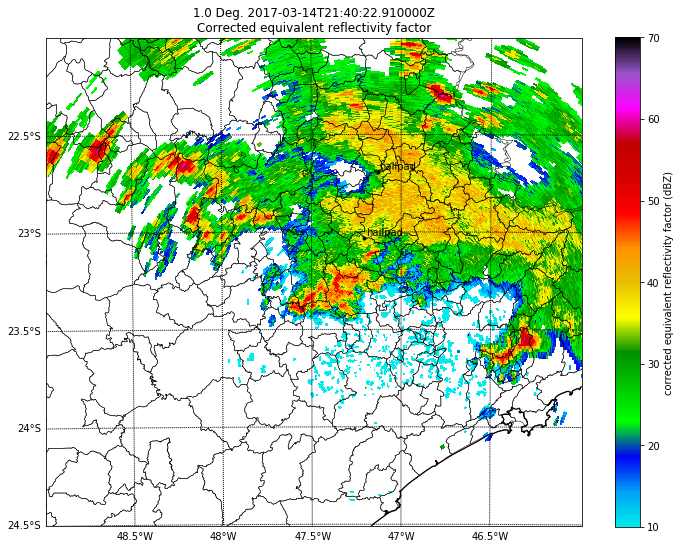 1.0 Deg. 2017-03-14T21:40:22.910000Z
Corrected equivalent reflectivity factor
22.5°S
23°S
23.5°S
24°S
24.5°S
48.5°W
48°W
47.5°W
47°W
46.5°W
hailpad
hailpad
70
60
50
40
30
20
10
corrected equivalent reflectivity factor (dBZ)